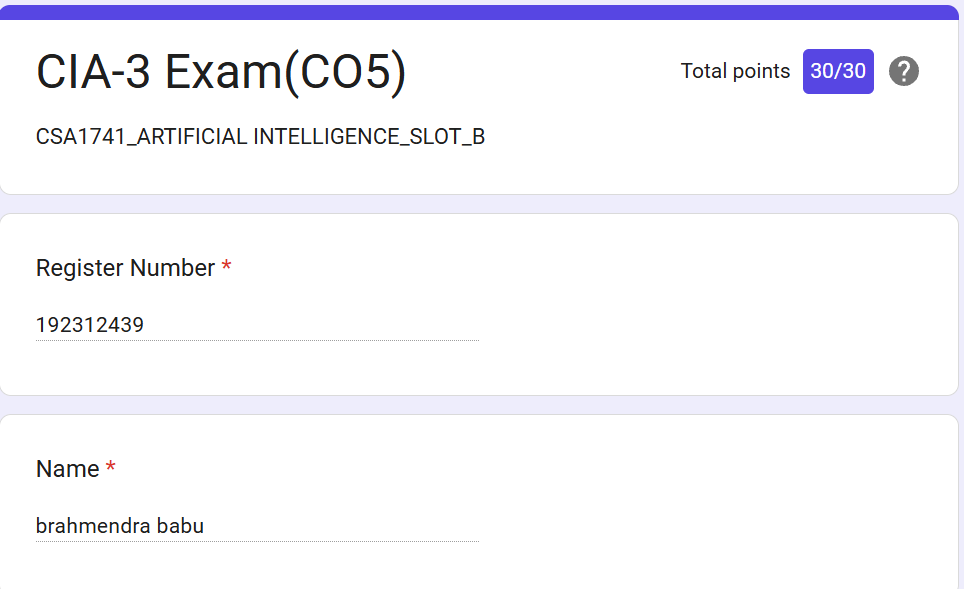 CIA-3 Exam(CO5)
Total points 30/30 ?
CSA1741_ARTIFICIAL INTELLIGENCE_SLOT_B
Register Number *
192312439
Name *
brahmendra babu